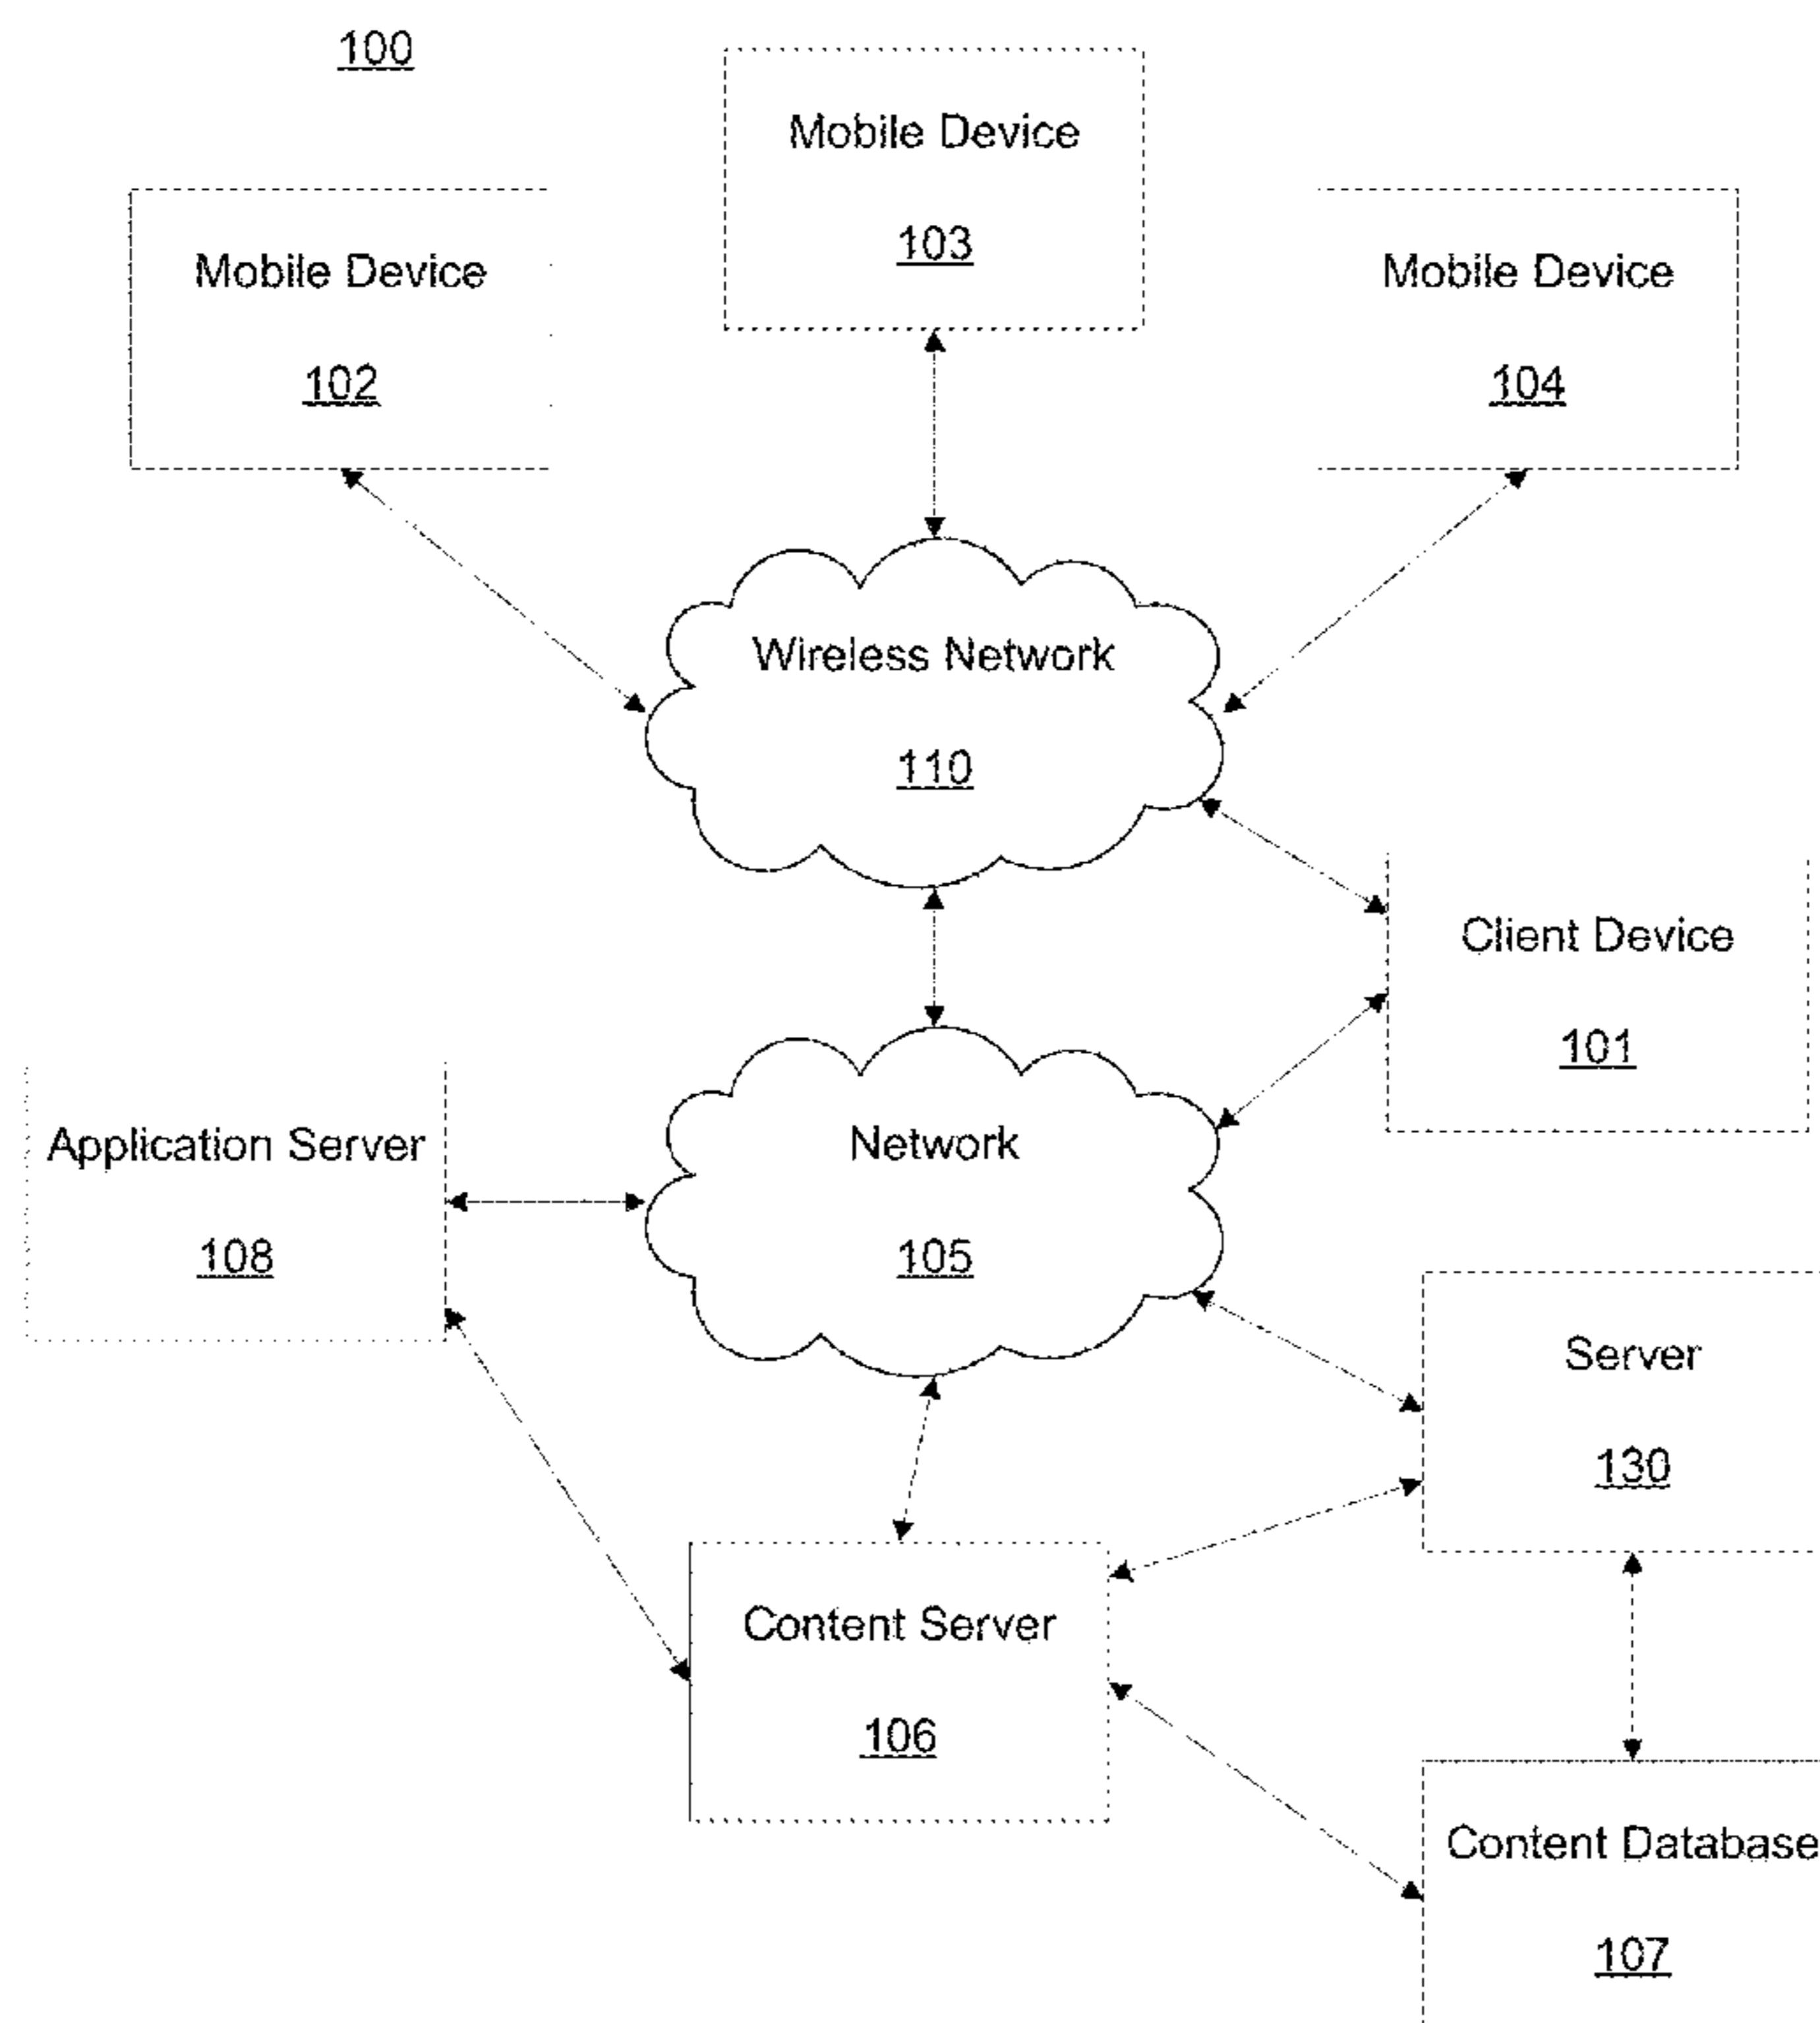 100
Mobile Device
103
Mobile Device
102
Mobile Device
104
Wireless Network
110
Client Device
101
Application Server
108
Network
105
Server
130
Content Server
106
Content Database
107